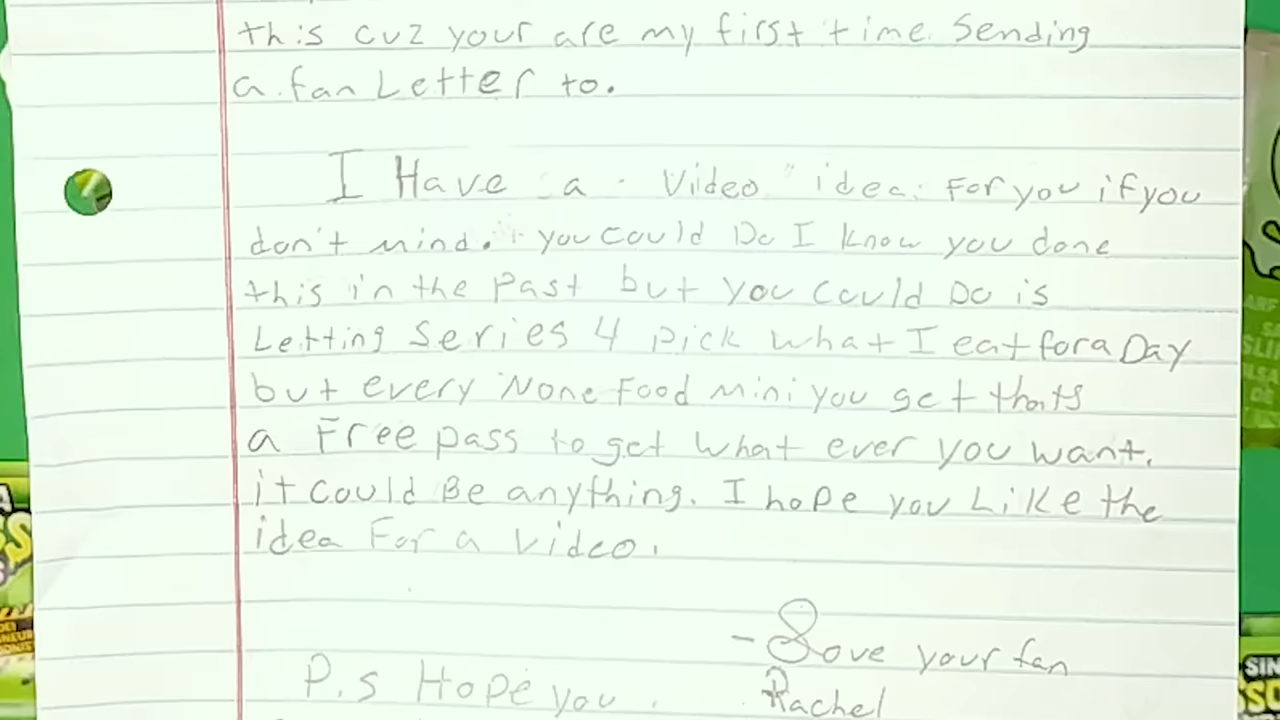 this cuz your are my first time. Sending
a fan Letter to.
I Have a Video idea: For you if you
don't mind. you could Do I know you done
this in the Past but you could Do is
Letting Series 4 Pick what I eat for a Day
but every None Food mini you get thats
a Free pass to get what ever you want.
it could Be anything. I hope you Like the
idea For a Video.
- Love your fan
P.s Hope you
Rachel
SIN